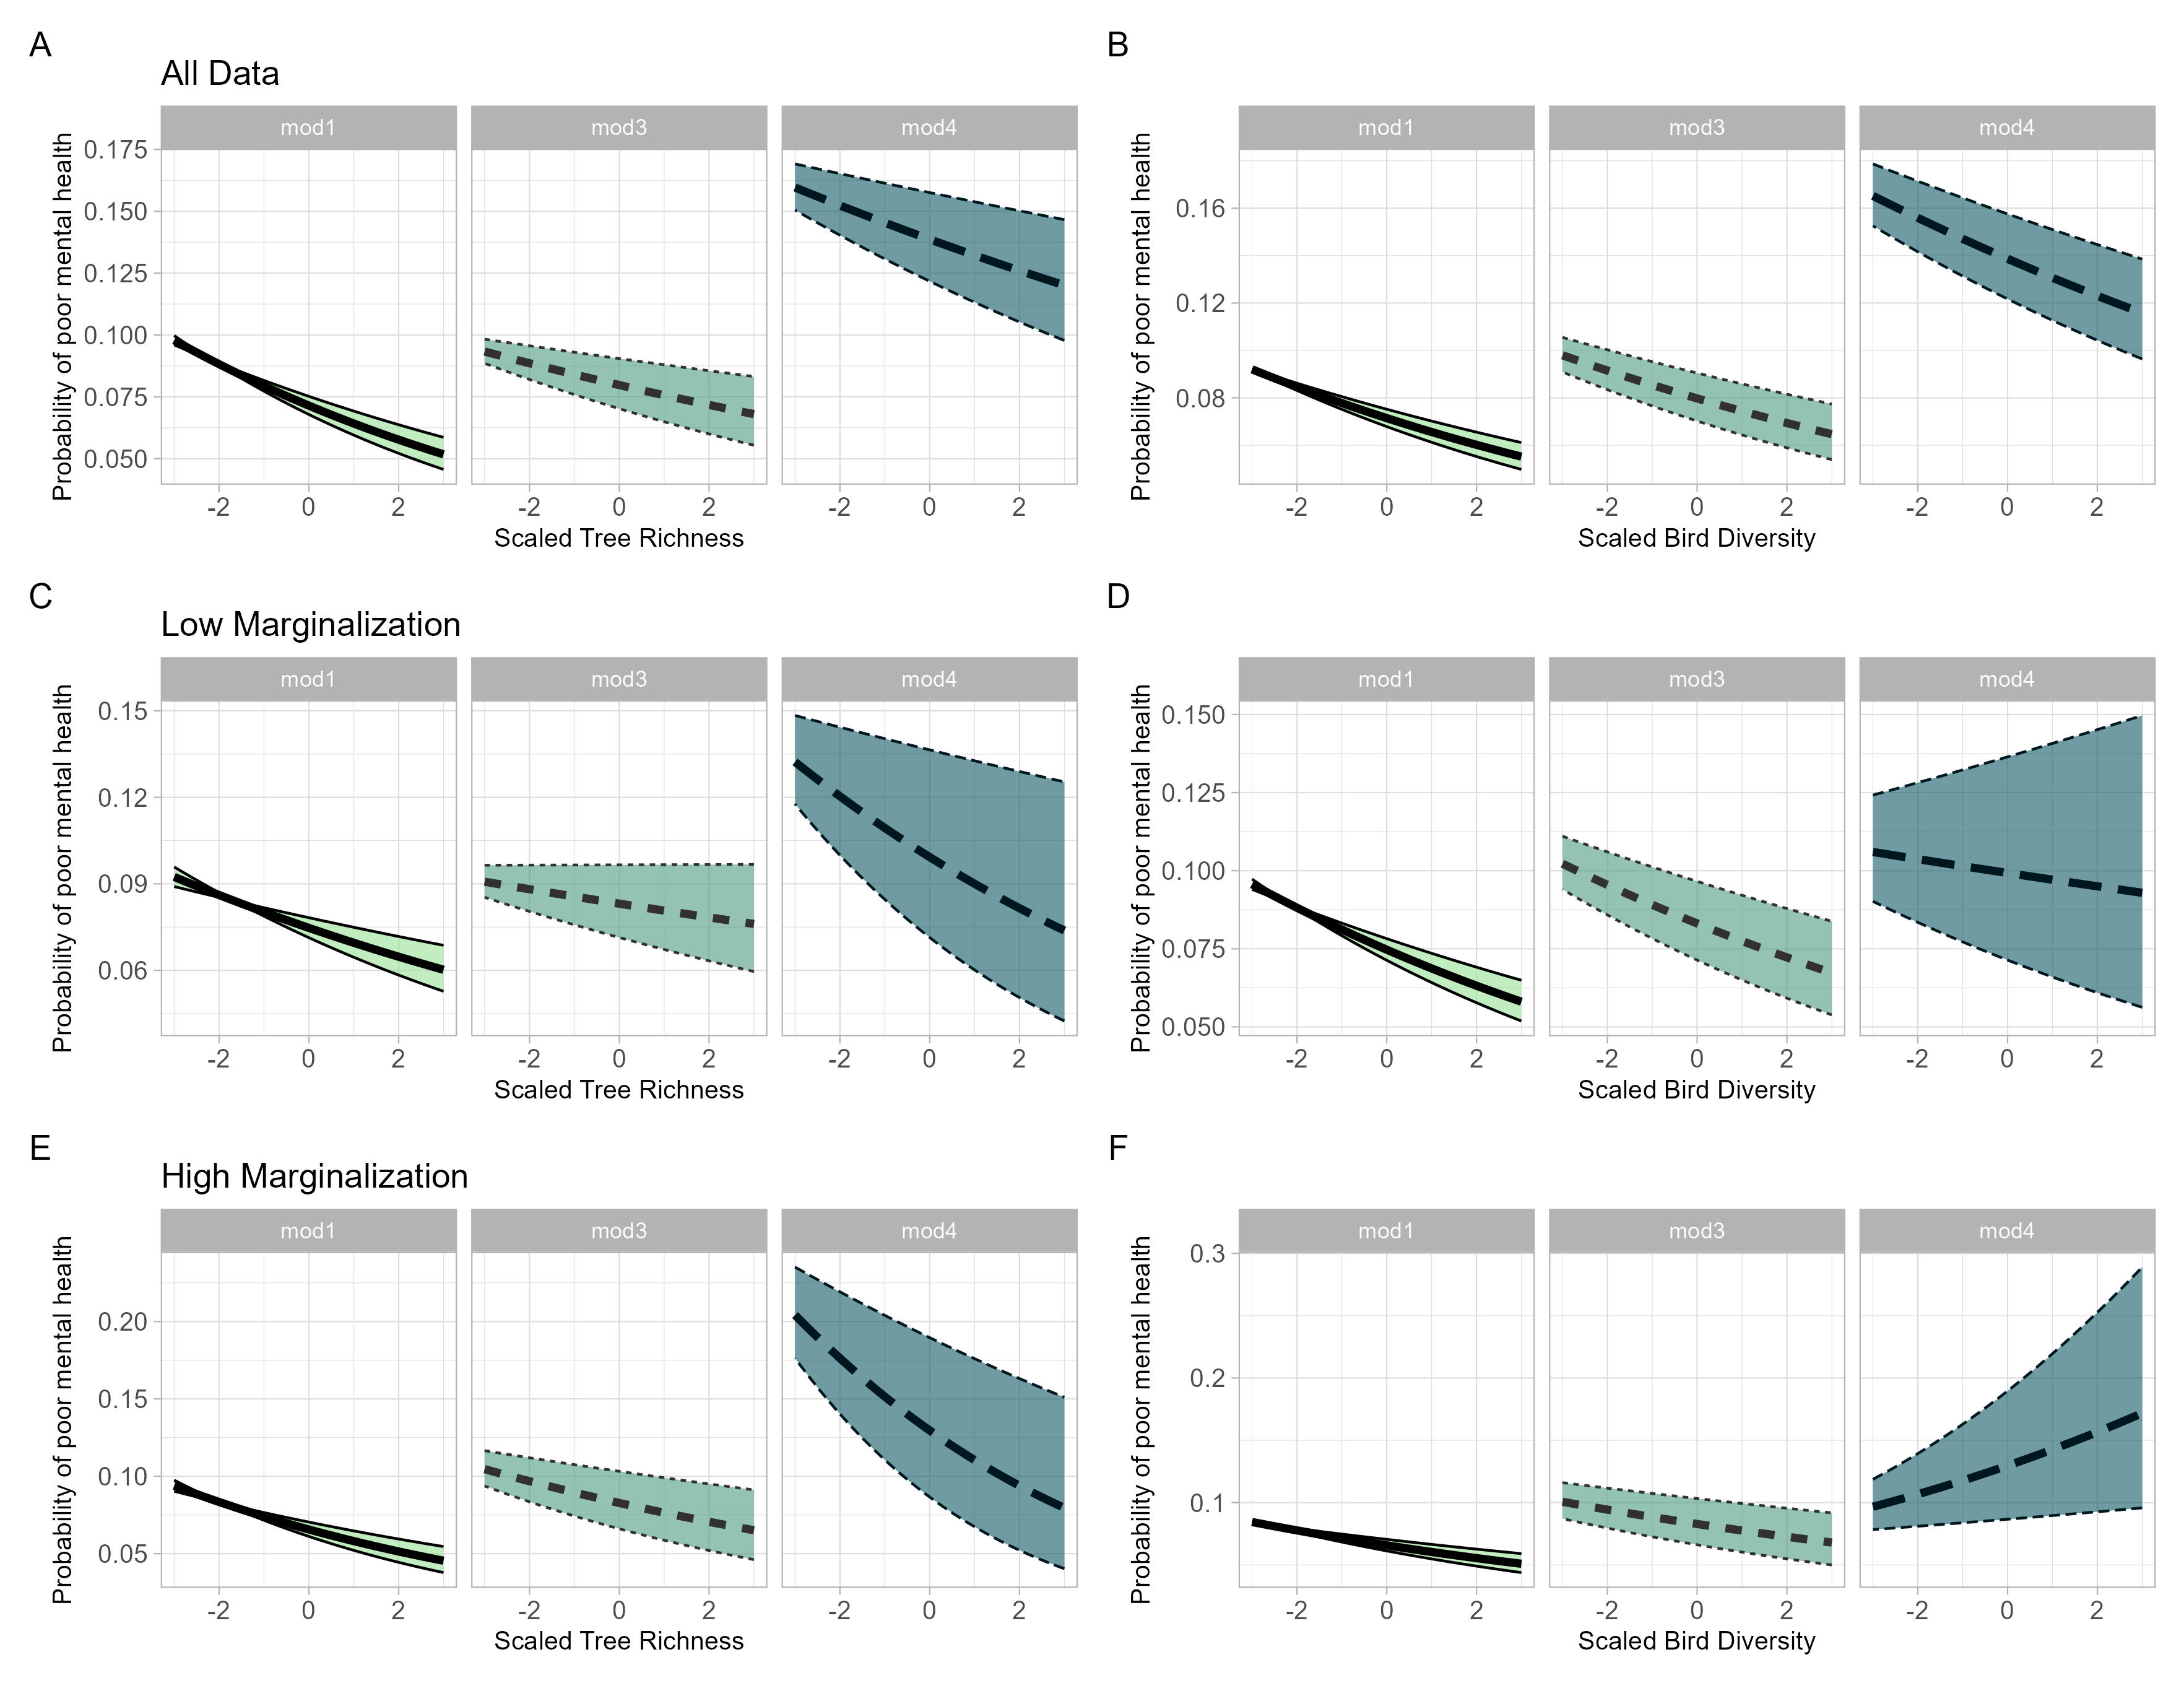 A
All Data
mod1 mod3 mod4
Probability of poor mental health
0.175
0.150
0.125
0.100
0.075
0.050
-2 0 2 -2 0 2 -2 0 2
Scaled Tree Richness
B
mod1 mod3 mod4
Probability of poor mental health
0.16
0.12
0.08
-2 0 2 -2 0 2 -2 0 2
Scaled Bird Diversity
C
Low Marginalization
mod1 mod3 mod4
Probability of poor mental health
0.15
0.12
0.09
0.06
-2 0 2 -2 0 2 -2 0 2
Scaled Tree Richness
D
mod1 mod3 mod4
Probability of poor mental health
0.150
0.125
0.100
0.075
0.050
-2 0 2 -2 0 2 -2 0 2
Scaled Bird Diversity
E
High Marginalization
mod1 mod3 mod4
Probability of poor mental health
0.20
0.15
0.10
0.05
-2 0 2 -2 0 2 -2 0 2
Scaled Tree Richness
F
mod1 mod3 mod4
Probability of poor mental health
0.3
0.2
0.1
-2 0 2 -2 0 2 -2 0 2
Scaled Bird Diversity